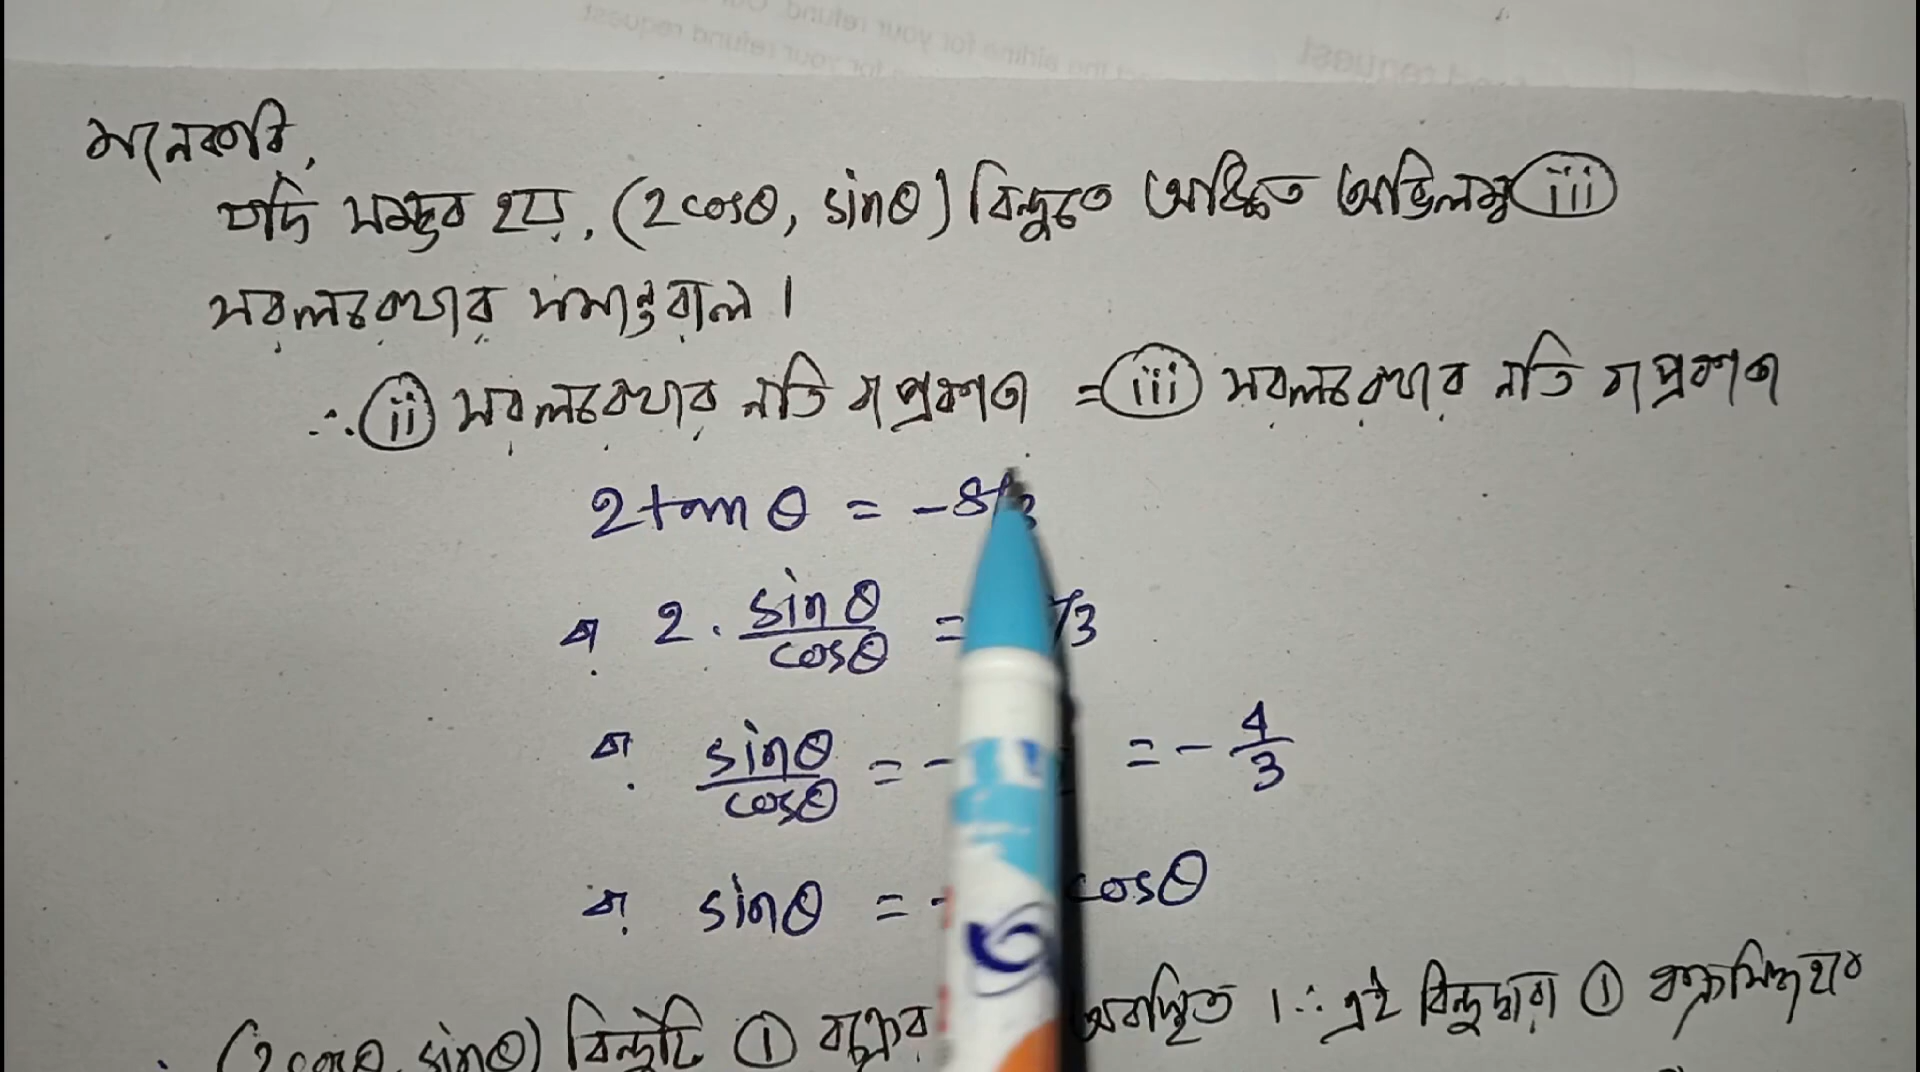 মনেকরি,
যদি সম্ভব হয়, (2cosθ, sinθ) বিন্দুতে অঙ্কিত অভিলম্ব (iii)
সরলরেখার সমান্তরাল।
∴ (ii) সরলরেখার নতি বা প্রবণতা = (iii) সরলরেখার নতি বা প্রবণতা
2tanθ = -8/3
বা, 2 . sinθ/cosθ = /3
বা, sinθ/cosθ = - = - 4/3
বা, sinθ = - cosθ
∴ (2cosθ, sinθ) বিন্দুটি (1) বক্রের অবস্থিত । ∴ এই বিন্দুদ্বারা (1) বক্র সিদ্ধ হবে